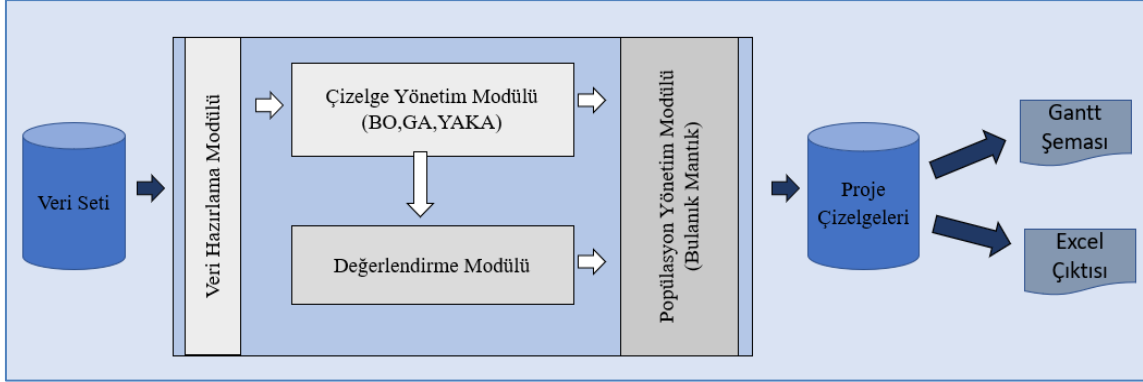 Veri Seti
Veri Hazırlama Modülü
Çizelge Yönetim Modülü
(BO,GA,YAKA)
Değerlendirme Modülü
Popülasyon Yönetim Modülü
(Bulanık Mantık)
Proje
Çizelgeleri
Gantt
Şeması
Excel
Çıktısı